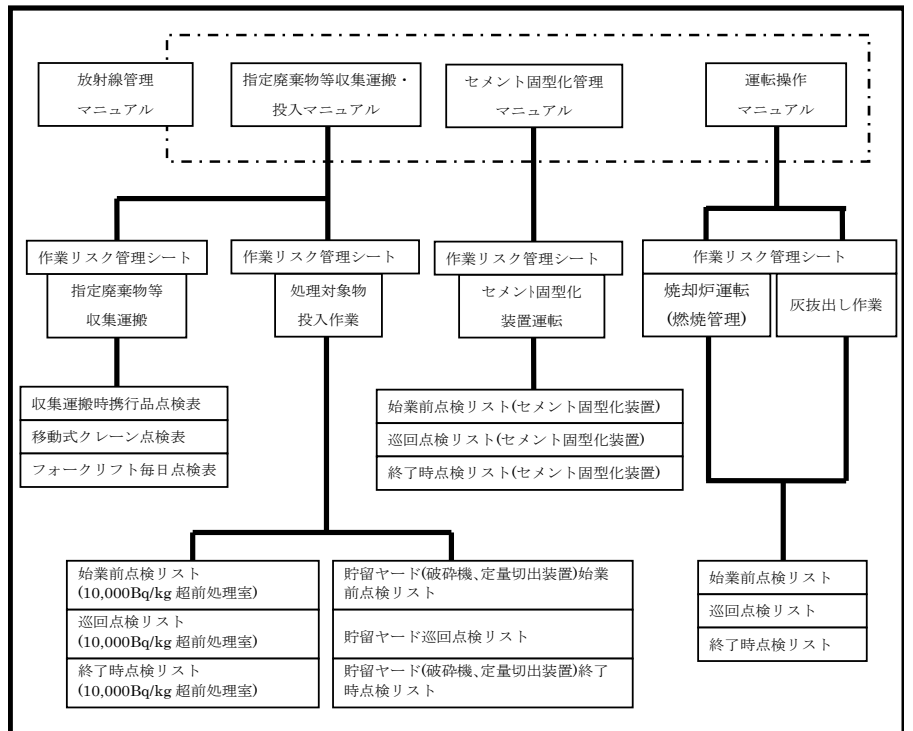 放射線管理
マニュアル
指定廃棄物等収集運搬・
投入マニュアル
セメント固型化管理
マニュアル
運転操作
マニュアル
作業リスク管理シート
指定廃棄物等
収集運搬
作業リスク管理シート
処理対象物
投入作業
作業リスク管理シート
セメント固型化
装置運転
作業リスク管理シート
焼却炉運転
(燃焼管理)
灰抜出し作業
収集運搬時携行品点検表
移動式クレーン点検表
フォークリフト毎日点検表
始業前点検リスト(セメント固型化装置)
巡回点検リスト(セメント固型化装置)
終了時点検リスト(セメント固型化装置)
始業前点検リスト
(10,000Bq/kg 超前処理室)
巡回点検リスト
(10,000Bq/kg 超前処理室)
終了時点検リスト
(10,000Bq/kg 超前処理室)
貯留ヤード(破砕機、定量切出装置)始業
前点検リスト
貯留ヤード巡回点検リスト
貯留ヤード(破砕機、定量切出装置)終了
時点検リスト
始業前点検リスト
巡回点検リスト
終了時点検リスト